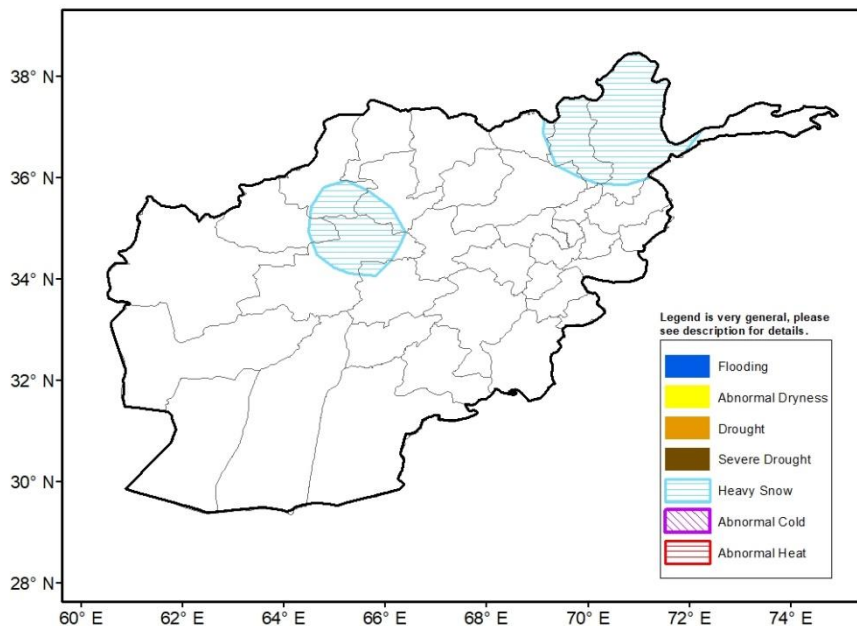 38° N
36° N
34° N
32° N
30° N
28° N
Legend is very general, please
see description for details.
Flooding
Abnormal Dryness
Drought
Severe Drought
Heavy Snow
Abnormal Cold
Abnormal Heat
60° E 62° E 64° E 66° E 68° E 70° E 72° E 74° E